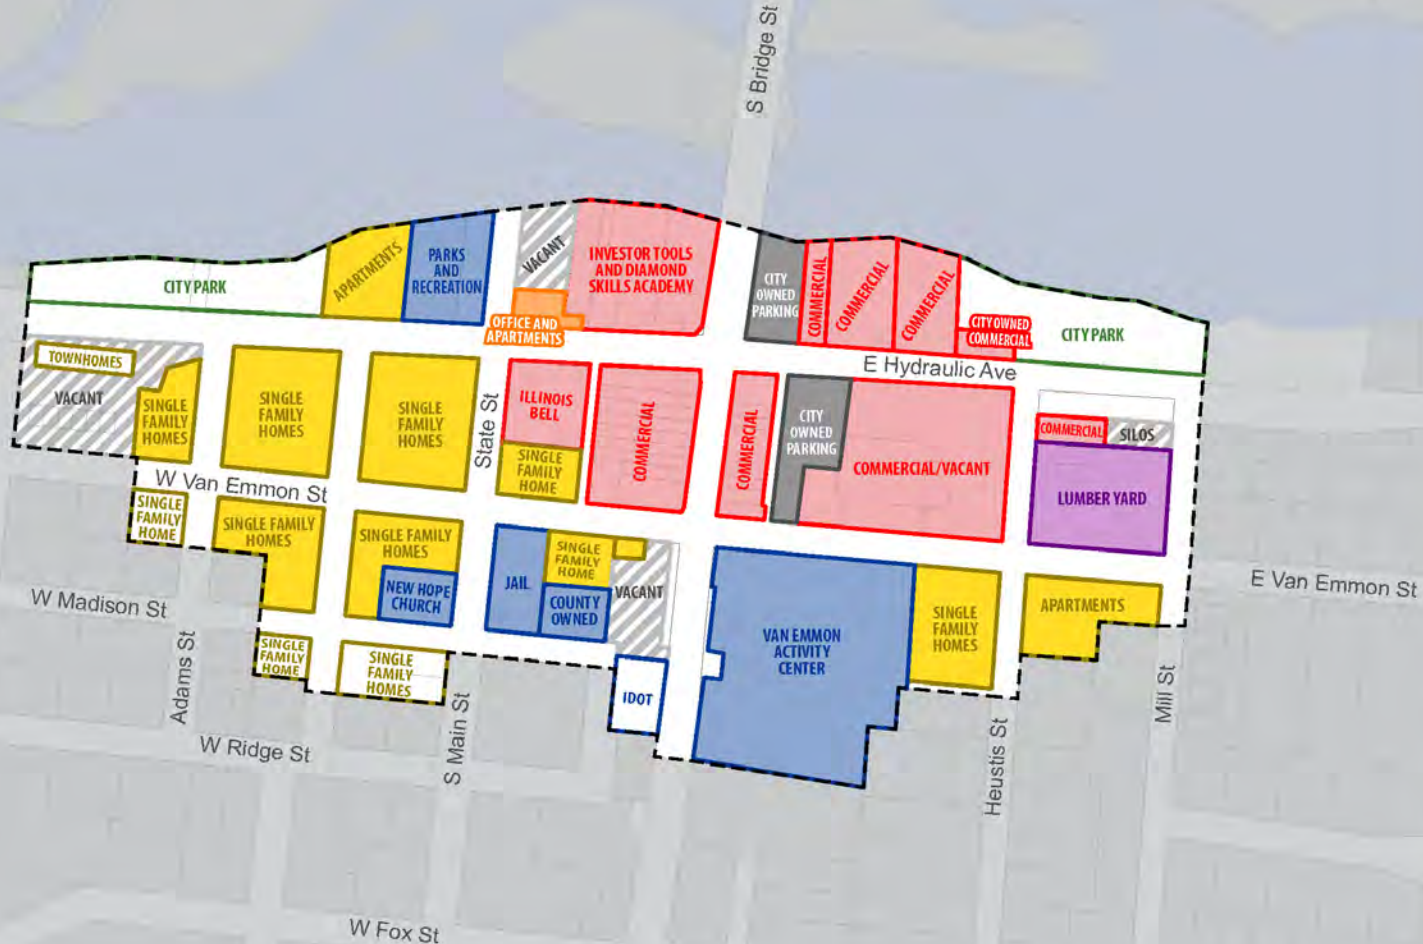 S Bridge St
CITY PARK
APARTMENTS
PARKS
AND
RECREATION
VACANT
INVESTOR TOOLS
AND DIAMOND
SKILLS ACADEMY
OFFICE AND
APARTMENTS
CITY
OWNED
PARKING
COMMERCIAL
COMMERCIAL
COMMERCIAL
CITY OWNED
COMMERCIAL
CITY PARK
E Hydraulic Ave
TOWNHOMES
VACANT
SINGLE
FAMILY
HOMES
SINGLE
FAMILY
HOMES
SINGLE
FAMILY
HOMES
State St
ILLINOIS
BELL
SINGLE
FAMILY
HOME
COMMERCIAL
COMMERCIAL
CITY
OWNED
PARKING
COMMERCIAL/VACANT
COMMERCIAL
SILOS
LUMBER YARD
W Van Emmon St
SINGLE
FAMILY
HOME
SINGLE FAMILY
HOMES
SINGLE FAMILY
HOMES
NEW HOPE
CHURCH
JAIL
SINGLE
FAMILY
HOME
COUNTY
OWNED
VACANT
VAN EMMON
ACTIVITY
CENTER
SINGLE
FAMILY
HOMES
APARTMENTS
E Van Emmon St
W Madison St
SINGLE
FAMILY
HOME
SINGLE
FAMILY
HOMES
IDOT
Adams St
S Main St
Heustis St
Mill St
W Ridge St
W Fox St